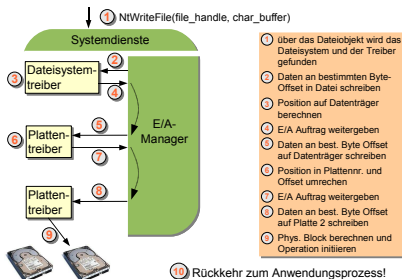 1 NtWriteFile(file_handle, char_buffer)
Systemdienste
E/A-
Manager
2
3 Dateisystem-
treiber
4
5
6 Platten-
treiber
7
Platten-
treiber
8
9
10 Rückkehr zum Anwendungsprozess!
1 über das Dateiobjekt wird das
Dateisystem und der Treiber
gefunden
2 Daten an bestimmten Byte-
Offset in Datei schreiben
3 Position auf Datenträger
berechnen
4 E/A Auftrag weitergeben
5 Daten an best. Byte Offset
auf Datenträger schreiben
6 Position in Plattennr. und
Offset umrechen
7 E/A Auftrag weitergeben
8 Daten an best. Byte Offset
auf Platte 2 schreiben
9 Phys. Block berechnen und
Operation initiieren